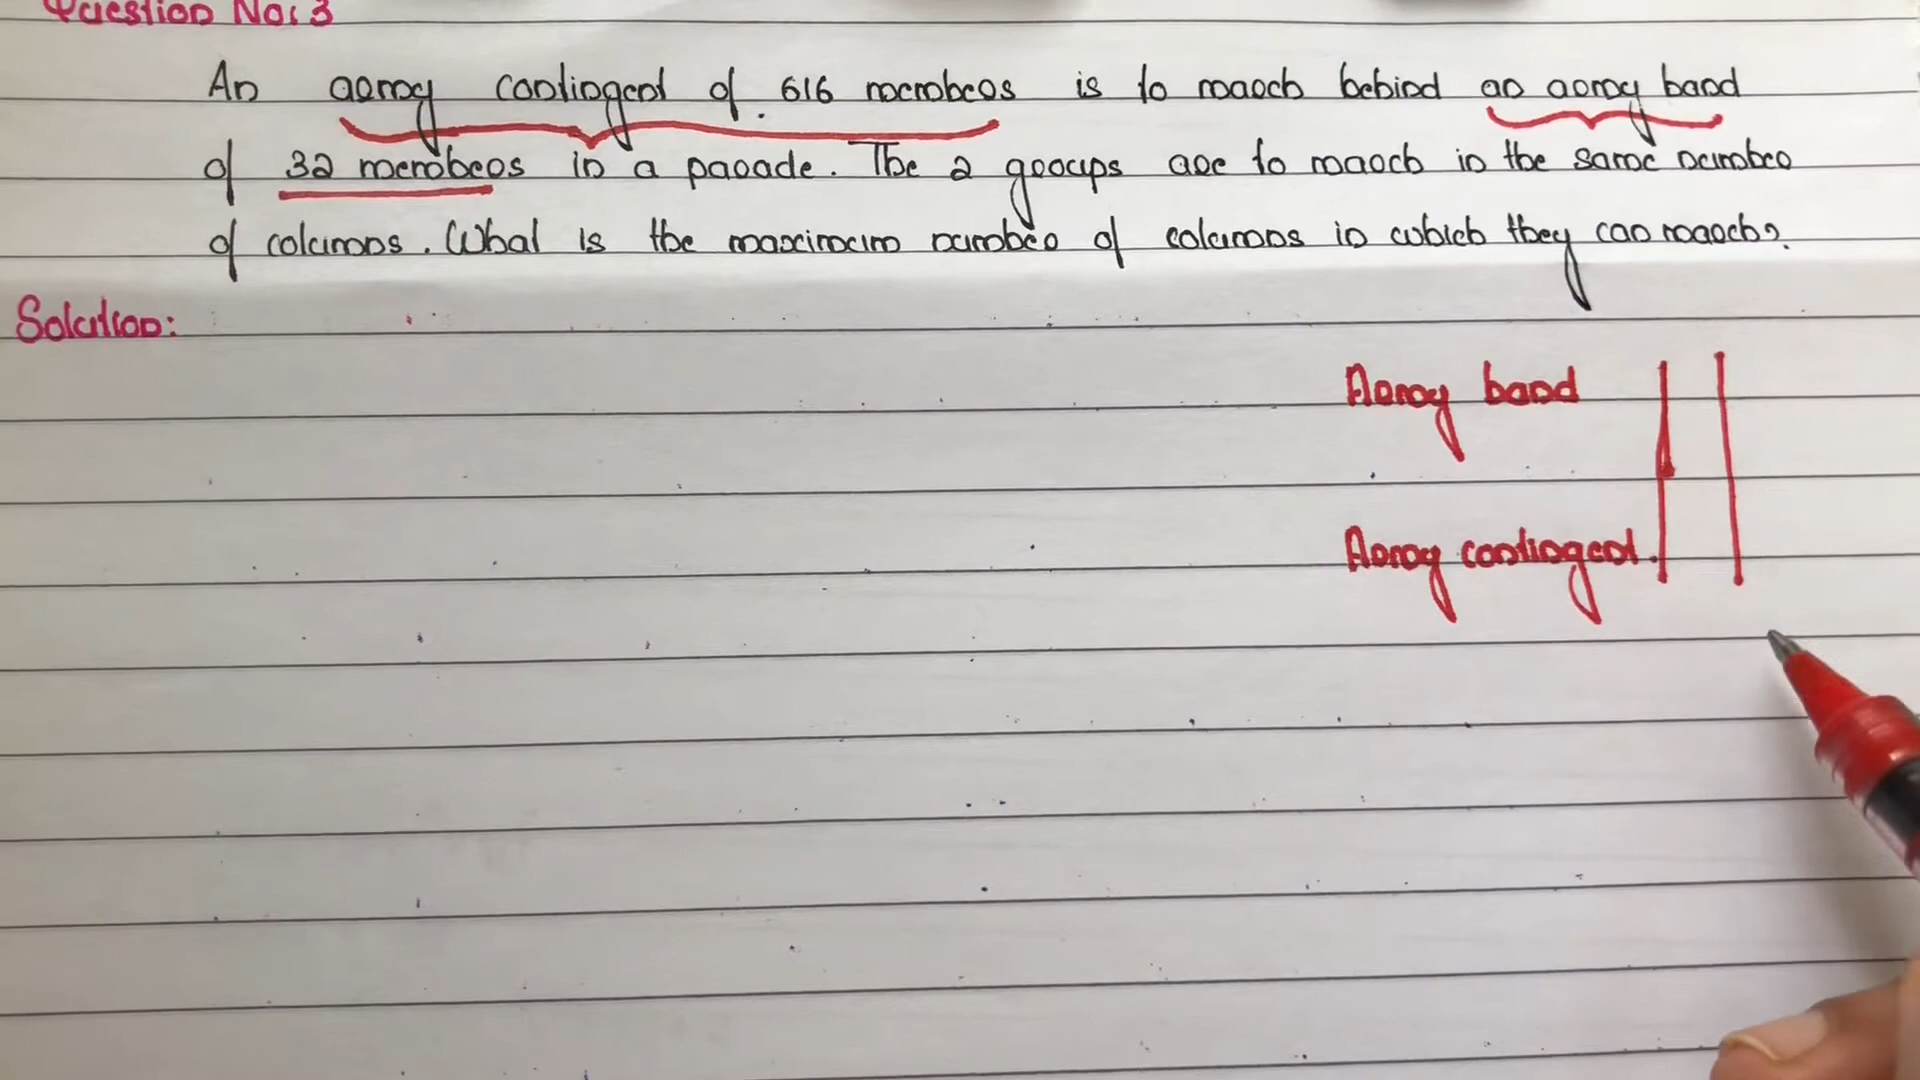 Question No: 3
An army contingent of 616 members is to march behind an army band
of 32 members in a parade. The 2 groups are to march in the same number
of columns. What is the maximum number of columns in which they can march?
Solution:
Army band
Army contingent.